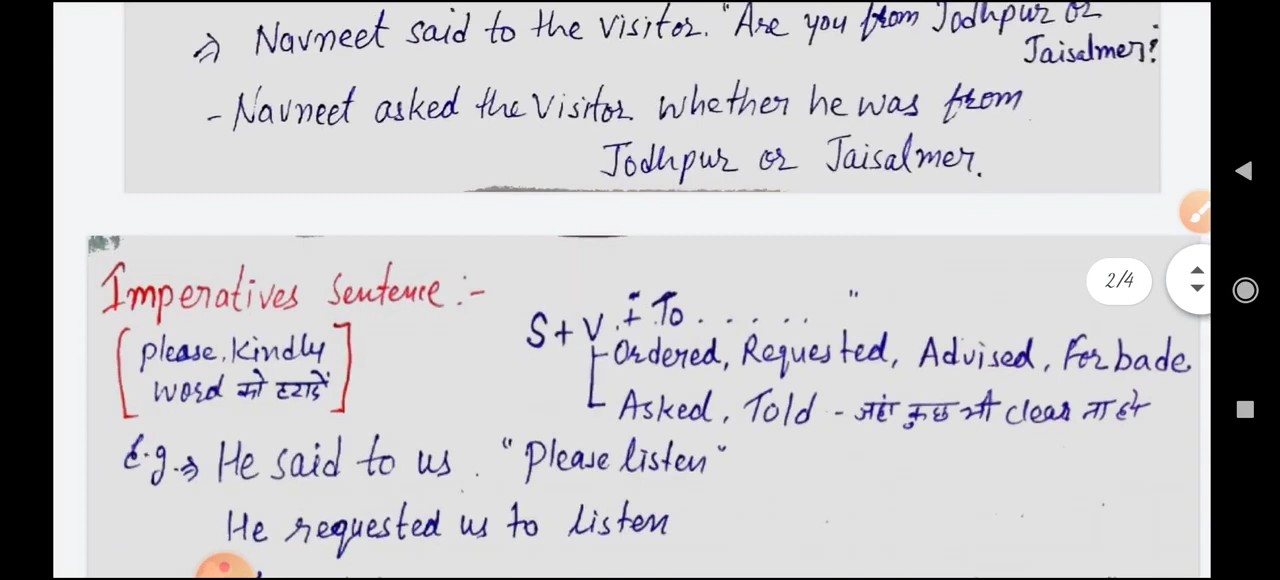 ⇒ Navneet said to the visitor. "Are you from Jodhpur or
Jaisalmer?
- Navneet asked the visitor whether he was from
Jodhpur or Jaisalmer.
Imperatives Sentence :-
2/4
S + V + To . . . . . "
[please, kindly
word को हटादें]
Ordered, Requested, Advised, Forbade
Asked, Told - जहां कुछ भी clear ना हो
E.g. ⇒ He said to us. "Please listen"
He requested us to listen